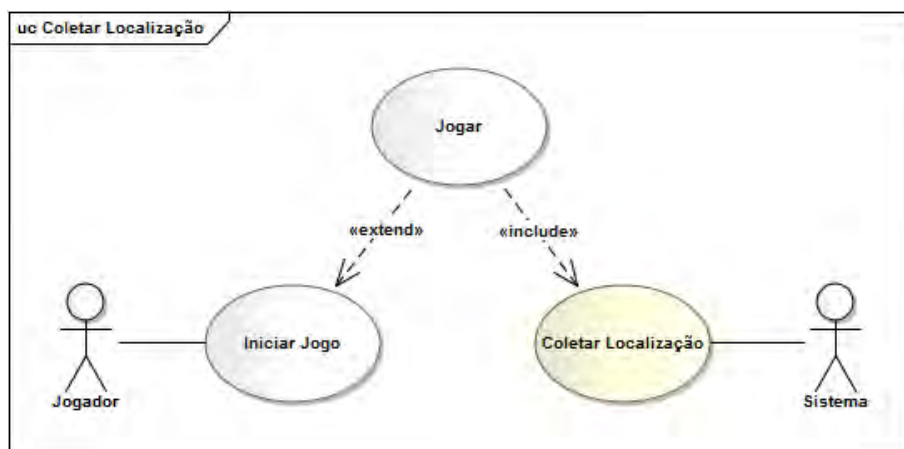 uc Coletar Localização
Jogar
«extend»
«include»
Iniciar Jogo
Coletar Localização
Jogador
Sistema